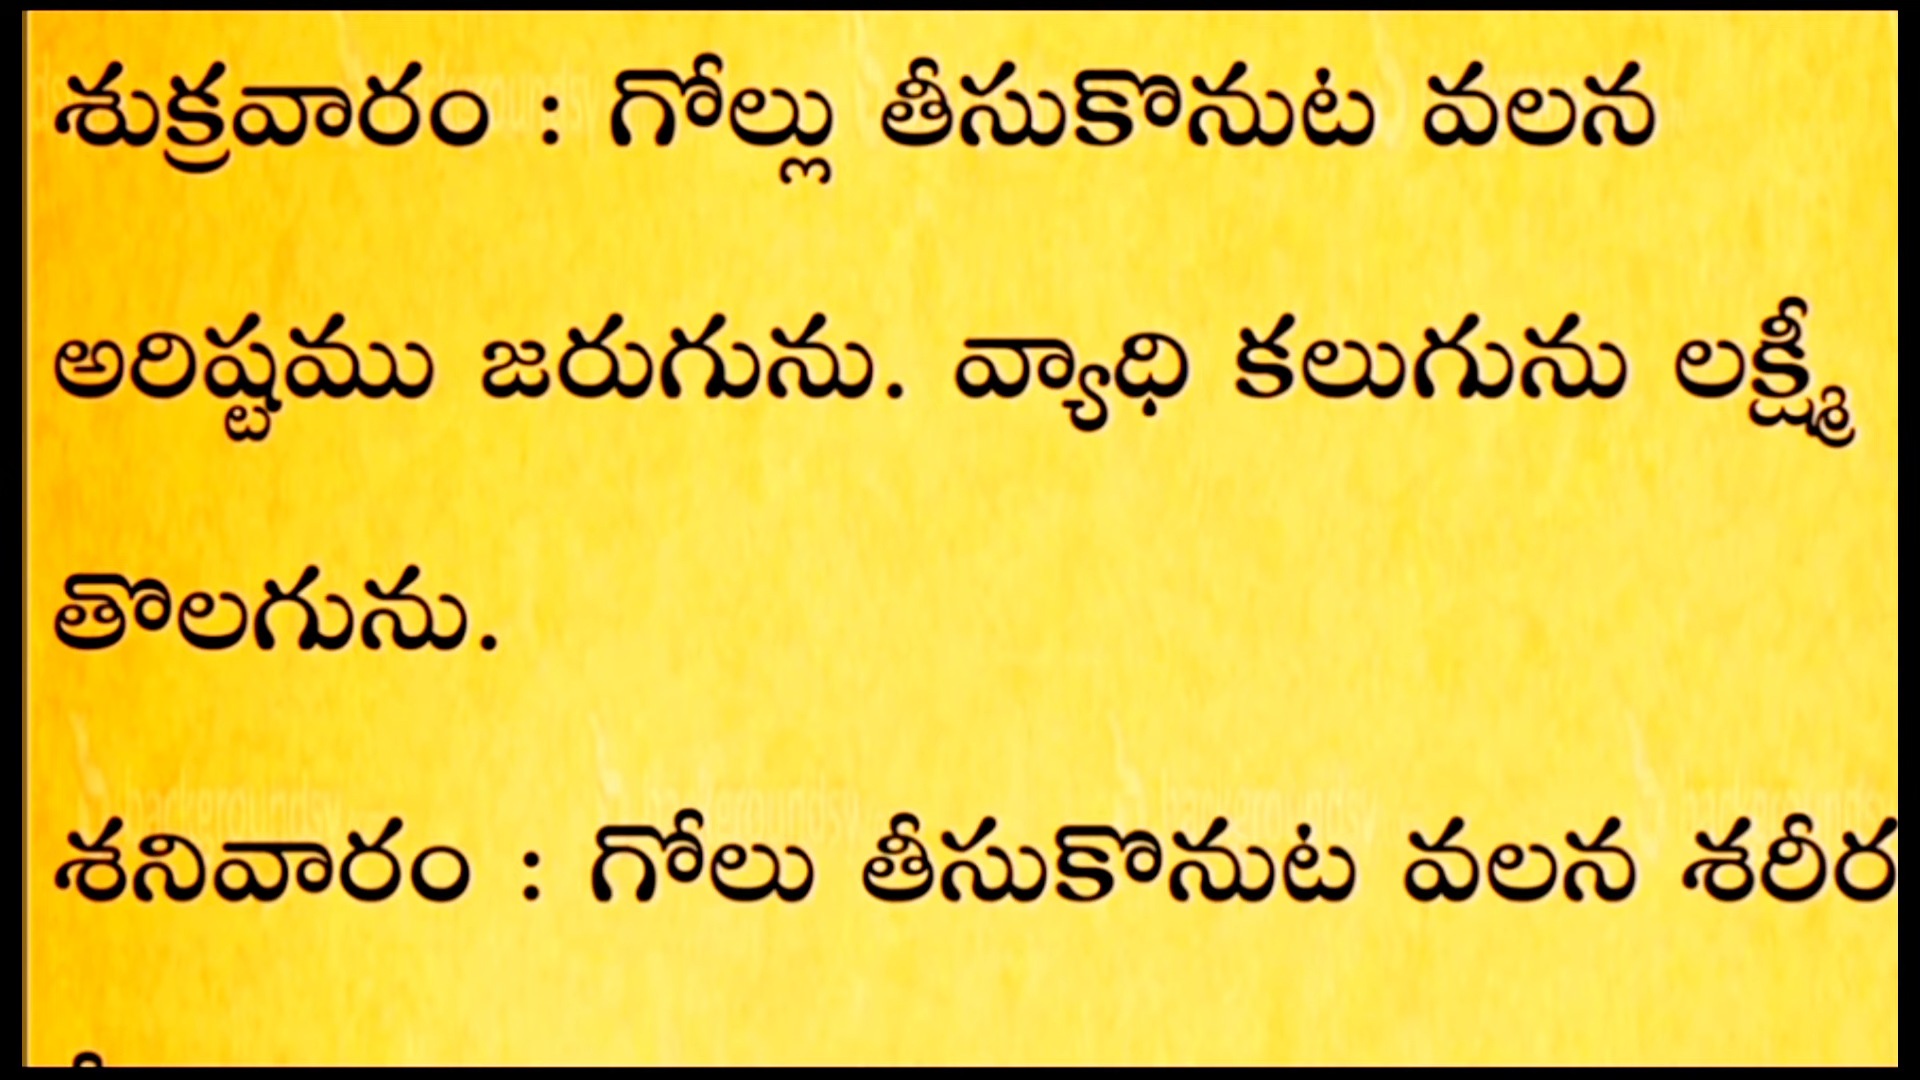 శుక్రవారం : గోల్లు తీసుకొనుట వలన
అరిష్టము జరుగును. వ్యాధి కలుగును లక్ష్మీ
తొలగును.
శనివారం : గోలు తీసుకొనుట వలన శరీర